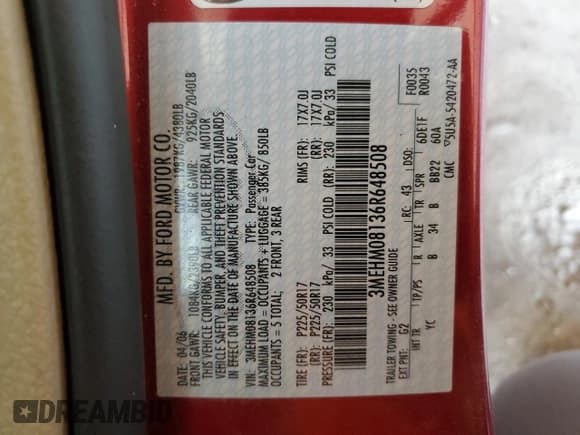 MFD. BY FORD MOTOR CO.
DATE: 04/06 GVWR: 1987KG/4380LB
FRONT GAWR: 1084KG/2390LB REAR GAWR: 925KG/2040LB
THIS VEHICLE CONFORMS TO ALL APPLICABLE FEDERAL MOTOR
VEHICLE SAFETY, BUMPER, AND THEFT PREVENTION STANDARDS
IN EFFECT ON THE DATE OF MANUFACTURE SHOWN ABOVE.
VIN: 3MEHM08136R648508 TYPE: Passenger Car
MAXIMUM LOAD = OCCUPANTS + LUGGAGE = 385KG/ 850LB
OCCUPANTS = 5 TOTAL; 2 FRONT, 3 REAR
TIRE (FR): P225/50R17 RIMS (FR): 17X7.0J
(RR): P225/50R17 (RR): 17X7.0J
PRESSURE (FR): 230 kPa/ 33 PSI COLD (RR): 230 kPa/ 33 PSI COLD
3MEHM08136R648508
TRAILER TOWING - SEE OWNER GUIDE F0035
R0043
EXT PNT: G2 RC: 43 DSO: 6DETF
INT TR TP/PS R AXLE TR SPR 60A
YC B 34 B BB22 CMC
▽5U5A-5420472-AA
DREAMBID